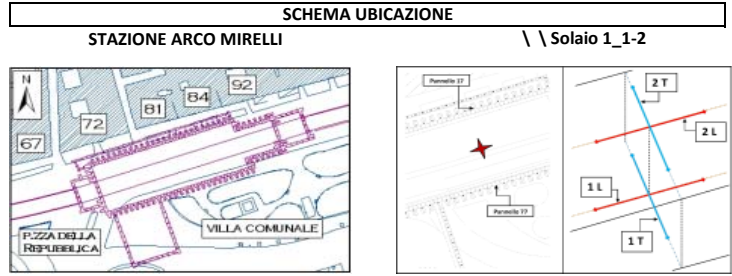 SCHEMA UBICAZIONE
STAZIONE ARCO MIRELLI
\ \ Solaio 1_1-2
N
92
84
81
72
67
VILLA COMUNALE
P.ZZA DELLA
REPUBBLICA
Pannello 27
Pannello 77
2 T
2 L
1 L
1 T